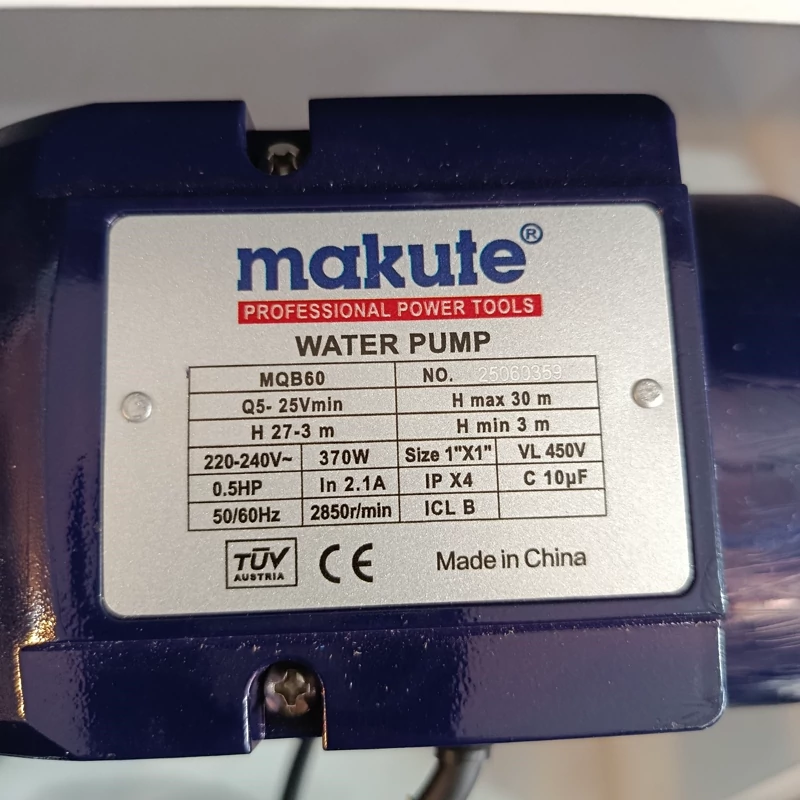 makute®
PROFESSIONAL POWER TOOLS
WATER PUMP
MQB60 NO. 25060359
Q5- 25Vmin H max 30 m
H 27-3 m H min 3 m
220-240V~ 370W Size 1"X1" VL 450V
0.5HP In 2.1A IP X4 C 10μF
50/60Hz 2850r/min ICL B
TÜV AUSTRIA CE Made in China